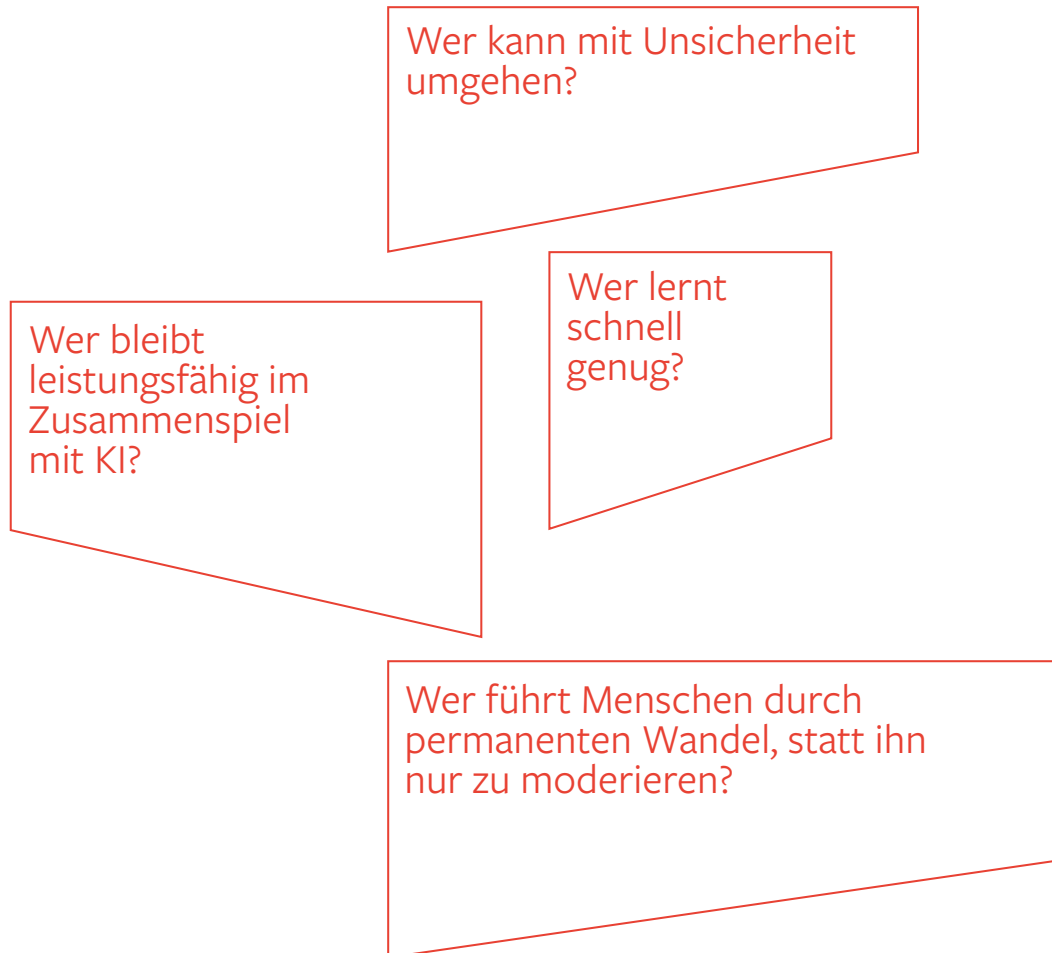 Wer kann mit Unsicherheit
umgehen?
Wer lernt
schnell
genug?
Wer bleibt
leistungsfähig im
Zusammenspiel
mit KI?
Wer führt Menschen durch
permanenten Wandel, statt ihn
nur zu moderieren?